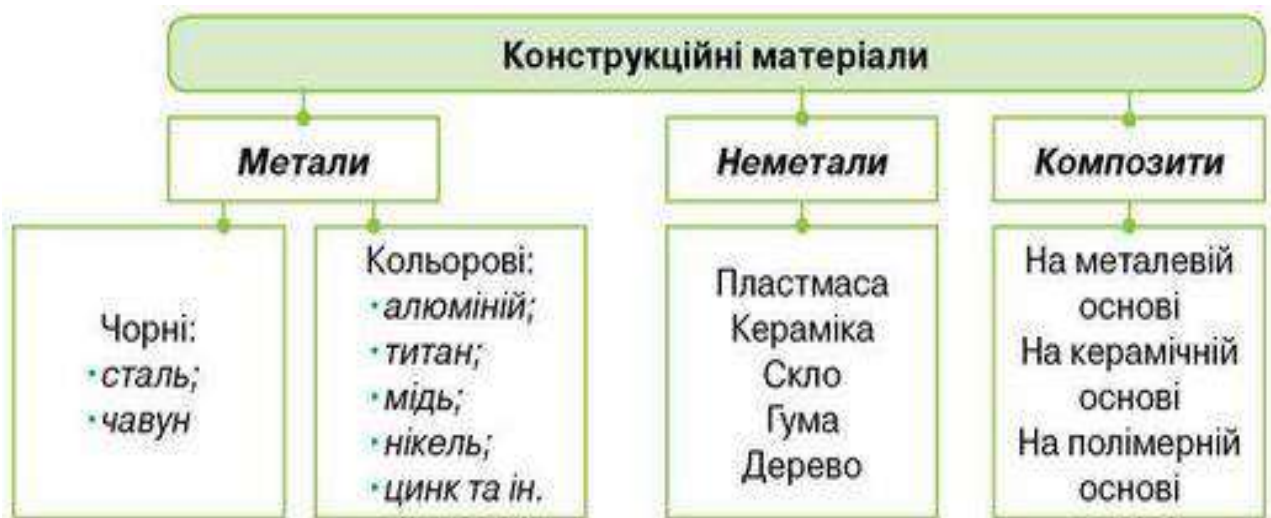 Конструкційні матеріали
Метали
Неметали
Композити
Чорні:
• сталь;
• чавун
Кольорові:
• алюміній;
• титан;
• мідь;
• нікель;
• цинк та ін.
Пластмаса
Кераміка
Скло
Гума
Дерево
На металевій
основі
На керамічній
основі
На полімерній
основі